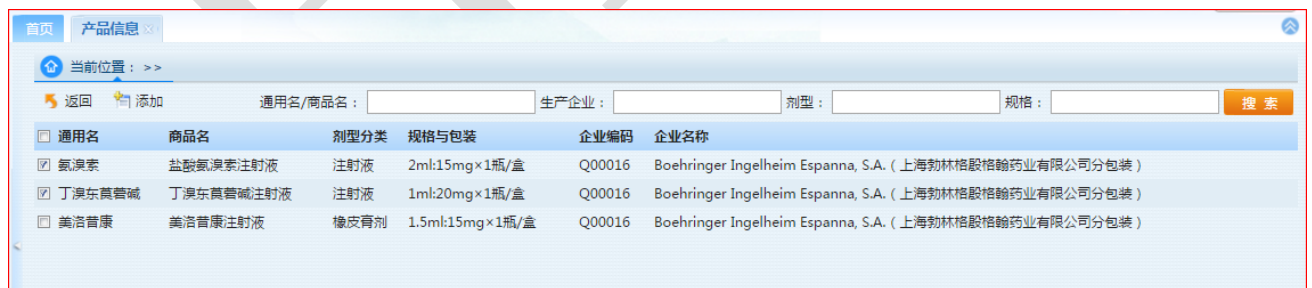 首页 产品信息
当前位置：>>
返回 添加 通用名/商品名： 生产企业： 剂型： 规格： 搜索
通用名 商品名 剂型分类 规格与包装 企业编码 企业名称
氨溴索 盐酸氨溴索注射液 注射液 2ml:15mg×1瓶/盒 Q00016 Boehringer Ingelheim Espanna, S.A.（上海勃林格殷格翰药业有限公司分包装）
丁溴东莨菪碱 丁溴东莨菪碱注射液 注射液 1ml:20mg×1瓶/盒 Q00016 Boehringer Ingelheim Espanna, S.A.（上海勃林格殷格翰药业有限公司分包装）
美洛昔康 美洛昔康注射液 橡皮膏剂 1.5ml:15mg×1瓶/盒 Q00016 Boehringer Ingelheim Espanna, S.A.（上海勃林格殷格翰药业有限公司分包装）